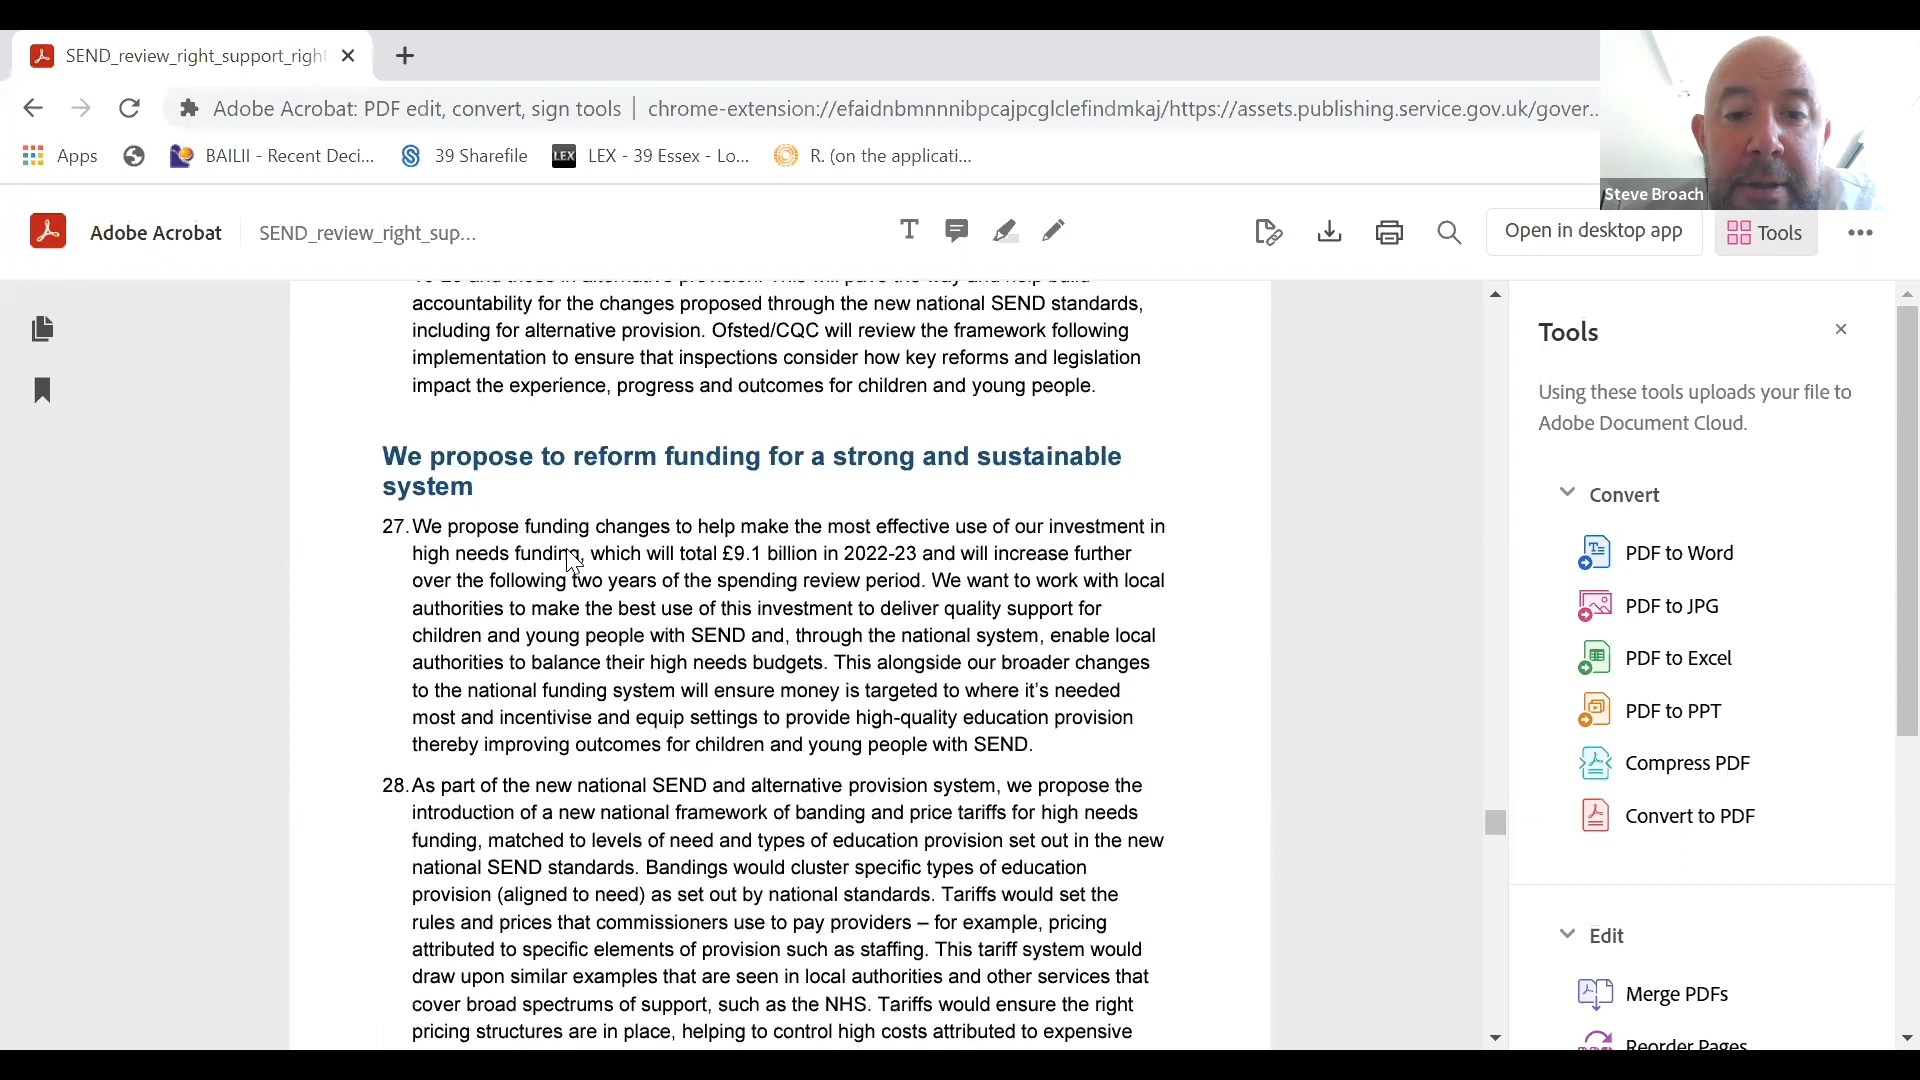 SEND_review_right_support_right
Adobe Acrobat: PDF edit, convert, sign tools | chrome-extension://efaidnbmnnnibpcajpcglclefindmkaj/https://assets.publishing.service.gov.uk/gover...
Apps
BAILII - Recent Deci...
39 Sharefile
LEX
LEX - 39 Essex - Lo...
R. (on the applicati...
Steve Broach
Adobe Acrobat
SEND_review_right_sup...
Open in desktop app
Tools
accountability for the changes proposed through the new national SEND standards,
including for alternative provision. Ofsted/CQC will review the framework following
implementation to ensure that inspections consider how key reforms and legislation
impact the experience, progress and outcomes for children and young people.
We propose to reform funding for a strong and sustainable
system
27. We propose funding changes to help make the most effective use of our investment in
high needs funding, which will total £9.1 billion in 2022-23 and will increase further
over the following two years of the spending review period. We want to work with local
authorities to make the best use of this investment to deliver quality support for
children and young people with SEND and, through the national system, enable local
authorities to balance their high needs budgets. This alongside our broader changes
to the national funding system will ensure money is targeted to where it's needed
most and incentivise and equip settings to provide high-quality education provision
thereby improving outcomes for children and young people with SEND.
28. As part of the new national SEND and alternative provision system, we propose the
introduction of a new national framework of banding and price tariffs for high needs
funding, matched to levels of need and types of education provision set out in the new
national SEND standards. Bandings would cluster specific types of education
provision (aligned to need) as set out by national standards. Tariffs would set the
rules and prices that commissioners use to pay providers – for example, pricing
attributed to specific elements of provision such as staffing. This tariff system would
draw upon similar examples that are seen in local authorities and other services that
cover broad spectrums of support, such as the NHS. Tariffs would ensure the right
pricing structures are in place, helping to control high costs attributed to expensive
Tools
Using these tools uploads your file to
Adobe Document Cloud.
Convert
PDF to Word
PDF to JPG
PDF to Excel
PDF to PPT
Compress PDF
Convert to PDF
Edit
Merge PDFs
Reorder Pages